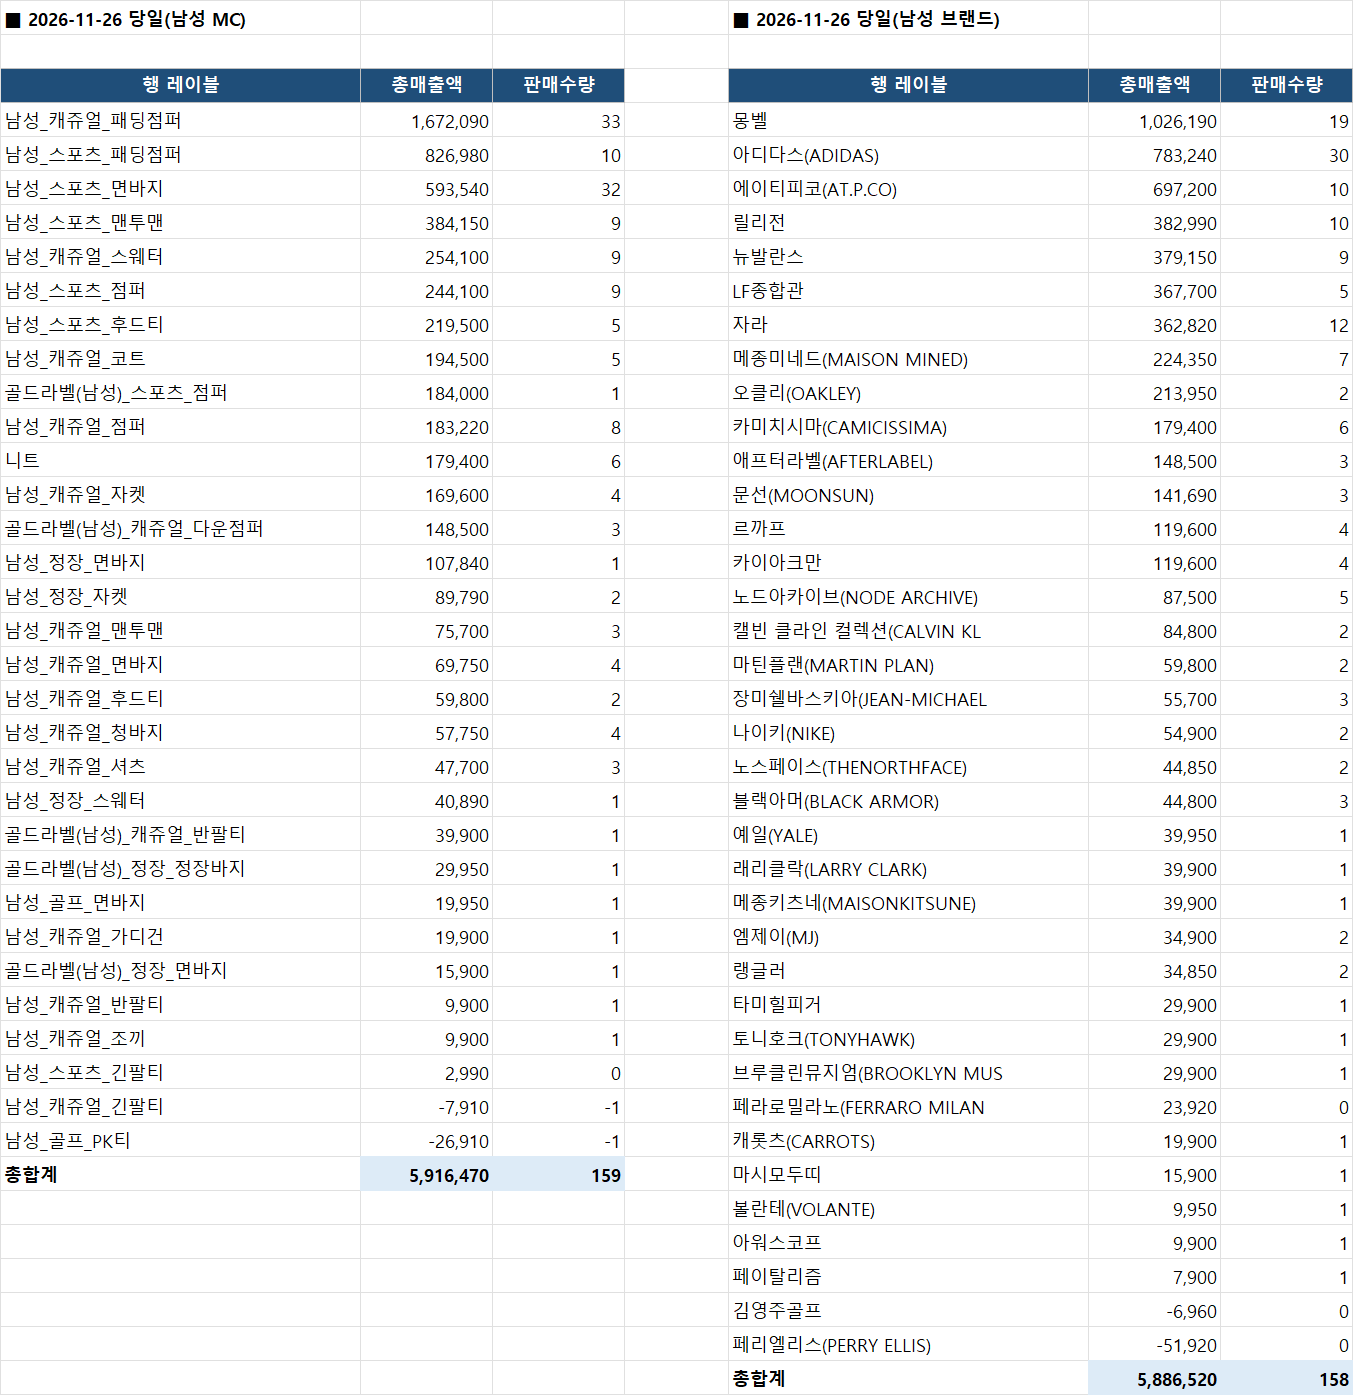 ■ 2026-11-26 당일(남성 MC) ■ 2026-11-26 당일(남성 브랜드)
행 레이블 총매출액 판매수량 행 레이블 총매출액 판매수량
남성_캐쥬얼_패딩점퍼 1,672,090 33 몽벨 1,026,190 19
남성_스포츠_패딩점퍼 826,980 10 아디다스(ADIDAS) 783,240 30
남성_스포츠_면바지 593,540 32 에이티피코(AT.P.CO) 697,200 10
남성_스포츠_맨투맨 384,150 9 릴리전 382,990 10
남성_캐쥬얼_스웨터 254,100 9 뉴발란스 379,150 9
남성_스포츠_점퍼 244,100 9 LF종합관 367,700 5
남성_스포츠_후드티 219,500 5 자라 362,820 12
남성_캐쥬얼_코트 194,500 5 메종미네드(MAISON MINED) 224,350 7
골드라벨(남성)_스포츠_점퍼 184,000 1 오클리(OAKLEY) 213,950 2
남성_캐쥬얼_점퍼 183,220 8 카미치시마(CAMICISSIMA) 179,400 6
니트 179,400 6 애프터라벨(AFTERLABEL) 148,500 3
남성_캐쥬얼_자켓 169,600 4 문선(MOONSUN) 141,690 3
골드라벨(남성)_캐쥬얼_다운점퍼 148,500 3 르까프 119,600 4
남성_정장_면바지 107,840 1 카이아크만 119,600 4
남성_정장_자켓 89,790 2 노드아카이브(NODE ARCHIVE) 87,500 5
남성_캐쥬얼_맨투맨 75,700 3 캘빈 클라인 컬렉션(CALVIN KL 84,800 2
남성_캐쥬얼_면바지 69,750 4 마틴플랜(MARTIN PLAN) 59,800 2
남성_캐쥬얼_후드티 59,800 2 장미쉘바스키아(JEAN-MICHAEL 55,700 3
남성_캐쥬얼_청바지 57,750 4 나이키(NIKE) 54,900 2
남성_캐쥬얼_셔츠 47,700 3 노스페이스(THENORTHFACE) 44,850 2
남성_정장_스웨터 40,890 1 블랙아머(BLACK ARMOR) 44,800 3
골드라벨(남성)_캐쥬얼_반팔티 39,900 1 예일(YALE) 39,950 1
골드라벨(남성)_정장_정장바지 29,950 1 래리클락(LARRY CLARK) 39,900 1
남성_골프_면바지 19,950 1 메종키츠네(MAISONKITSUNE) 39,900 1
남성_캐쥬얼_가디건 19,900 1 엠제이(MJ) 34,900 2
골드라벨(남성)_정장_면바지 15,900 1 랭글러 34,850 2
남성_캐쥬얼_반팔티 9,900 1 타미힐피거 29,900 1
남성_캐쥬얼_조끼 9,900 1 토니호크(TONYHAWK) 29,900 1
남성_스포츠_긴팔티 2,990 0 브루클린뮤지엄(BROOKLYN MUS 29,900 1
남성_캐쥬얼_긴팔티 -7,910 -1 페라로밀라노(FERRARO MILAN 23,920 0
남성_골프_PK티 -26,910 -1 캐롯츠(CARROTS) 19,900 1
총합계 5,916,470 159 마시모두띠 15,900 1
볼란테(VOLANTE) 9,950 1
아워스코프 9,900 1
페이탈리즘 7,900 1
김영주골프 -6,960 0
페리엘리스(PERRY ELLIS) -51,920 0
총합계 5,886,520 158